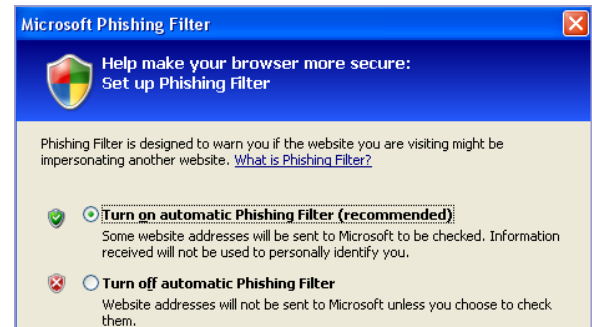 Microsoft Phishing Filter
Help make your browser more secure:
Set up Phishing Filter
Phishing Filter is designed to warn you if the website you are visiting might be
impersonating another website. What is Phishing Filter?
Turn on automatic Phishing Filter (recommended)
Some website addresses will be sent to Microsoft to be checked. Information
received will not be used to personally identify you.
Turn off automatic Phishing Filter
Website addresses will not be sent to Microsoft unless you choose to check
them.